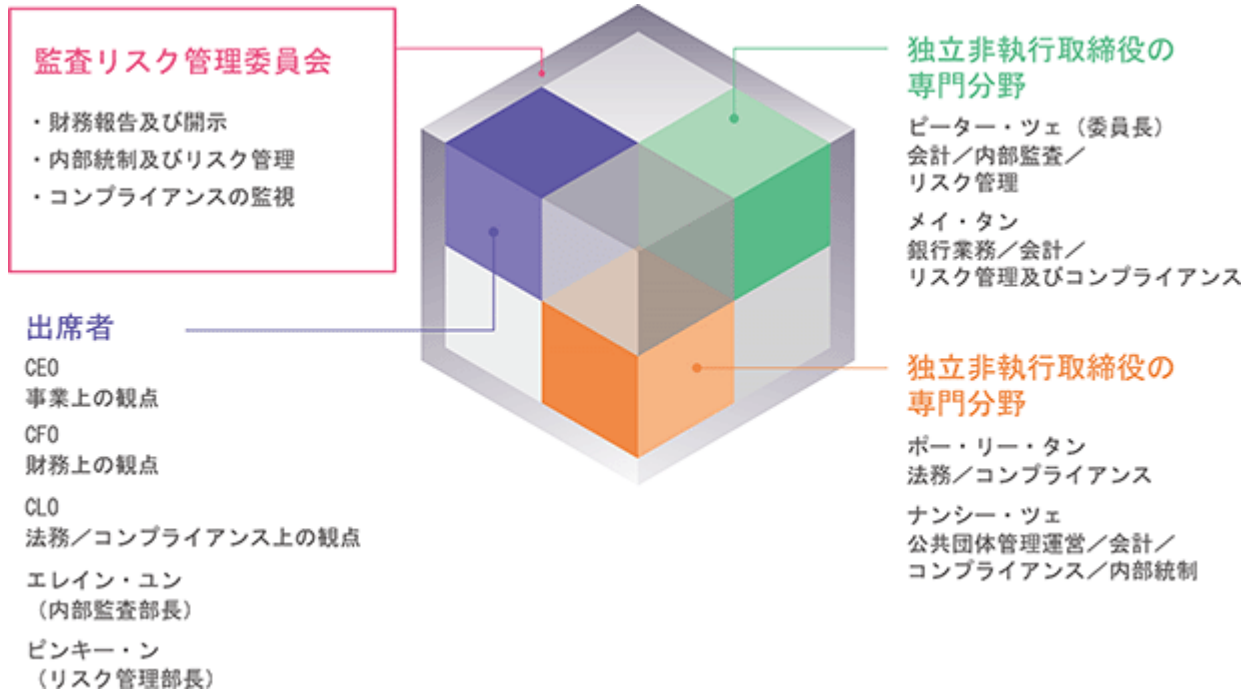 監査リスク管理委員会
・財務報告及び開示
・内部統制及びリスク管理
・コンプライアンスの監視
出席者
CEO
事業上の観点
CFO
財務上の観点
CLO
法務／コンプライアンス上の観点
エレイン・ユン
（内部監査部長）
ピンキー・ン
（リスク管理部長）
独立非執行取締役の
専門分野
ピーター・ツェ（委員長）
会計／内部監査／
リスク管理
メイ・タン
銀行業務／会計／
リスク管理及びコンプライアンス
独立非執行取締役の
専門分野
ポー・リー・タン
法務／コンプライアンス
ナンシー・ツェ
公共団体管理運営／会計／
コンプライアンス／内部統制